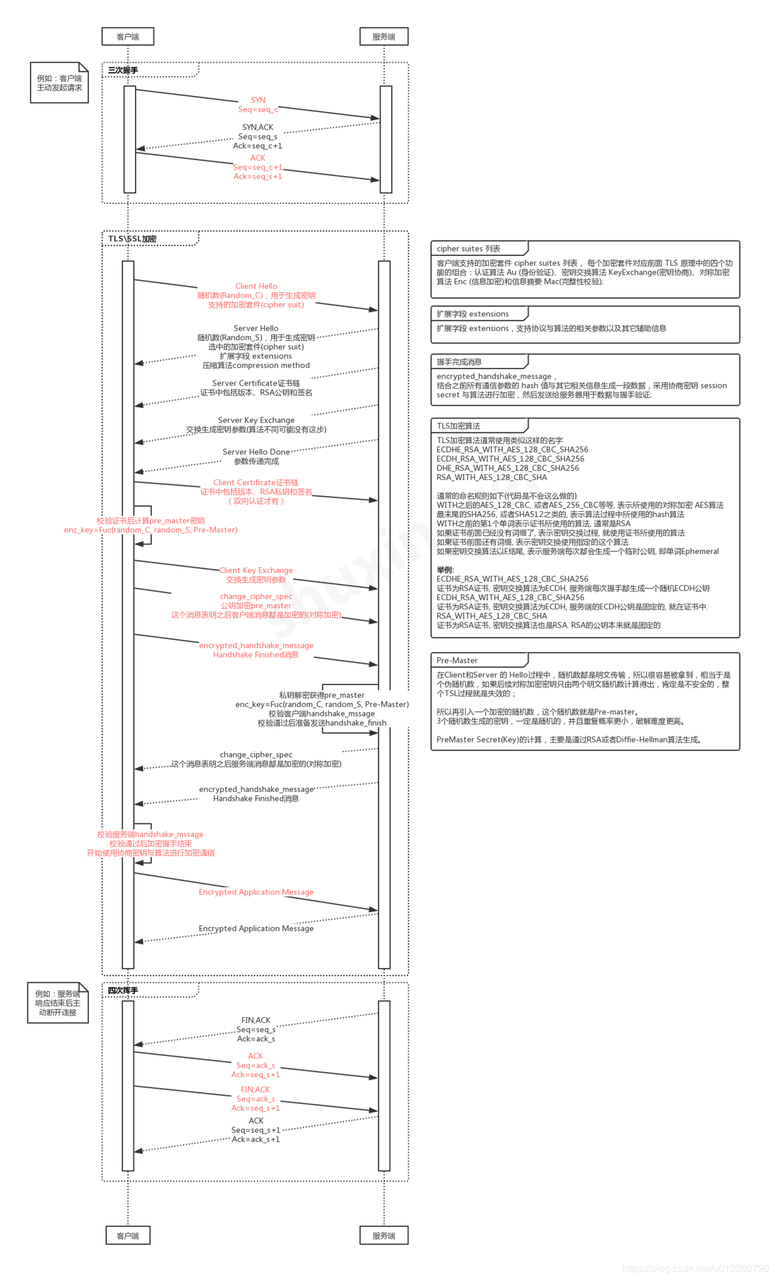 客户端
服务端
例如：客户端
主动发起请求
三次握手
SYN
Seq=seq_c
SYN,ACK
Seq=seq_s
Ack=seq_c+1
ACK
Seq=seq_c+1
Ack=seq_s+1
TLS\SSL加密
Client Hello
随机数(Random_C)，用于生成密钥
支持的加密套件(cipher suit)
Server Hello
随机数(Random_S)，用于生成密钥
选中的加密套件(cipher suit)
扩展字段 extensions
压缩算法compression method
Server Certificate证书链
证书中包括版本、RSA公钥和签名
Server Key Exchange
交换生成密钥参数(算法不同可能没有这步)
Server Hello Done
参数传递完成
Client Certificate证书链
证书中包括版本、RSA私钥和签名
（双向认证才有）
校验证书后计算pre_master密钥
enc_key=Fuc(random_C, random_S, Pre-Master)
Client Key Exchange
交换生成密钥参数
change_cipher_spec
公钥加密pre_master
这个消息表明之后客户端消息都是加密的(对称加密)
encrypted_handshake_message
Handshake Finished消息
私钥解密获得pre_master
enc_key=Fuc(random_C, random_S, Pre-Master)
校验客户端handshake_mssage
校验通过后准备发送handshake_finish
change_cipher_spec
这个消息表明之后服务端消息都是加密的(对称加密)
encrypted_handshake_message
Handshake Finished消息
校验服务端handshake_mssage
校验通过后加密握手结束
开始使用协商密钥与算法进行加密通信
Encrypted Application Message
Encrypted Application Message
cipher suites 列表
客户端支持的加密套件 cipher suites 列表， 每个加密套件对应前面 TLS 原理中的四个功
能的组合：认证算法 Au (身份验证)、密钥交换算法 KeyExchange(密钥协商)、对称加密
算法 Enc (信息加密)和信息摘要 Mac(完整性校验);
扩展字段 extensions
扩展字段 extensions，支持协议与算法的相关参数以及其它辅助信息
握手完成消息
encrypted_handshake_message，
结合之前所有通信参数的 hash 值与其它相关信息生成一段数据，采用协商密钥 session
secret 与算法进行加密，然后发送给服务器用于数据与握手验证.
TLS加密算法
TLS加密算法通常使用类似这样的名字
ECDHE_RSA_WITH_AES_128_CBC_SHA256
ECDH_RSA_WITH_AES_128_CBC_SHA256
DHE_RSA_WITH_AES_128_CBC_SHA256
RSA_WITH_AES_128_CBC_SHA
通常的命名规则如下(代码是不会这么做的)
WITH之后的AES_128_CBC, 或者AES_256_CBC等等, 表示所使用的对称加密 AES算法
最末尾的SHA256, 或者SHA512之类的, 表示算法过程中所使用的hash算法
WITH之前的第1个单词表示证书所使用的算法, 通常是RSA
如果证书前面已经没有词缀了, 表示密钥交换过程, 就使用证书所使用的算法
如果证书前面还有词缀, 表示密钥交换使用指定的这个算法
如果密钥交换算法以E结尾, 表示服务端每次都会生成一个临时公钥, 即单词Ephemeral
举例:
ECDHE_RSA_WITH_AES_128_CBC_SHA256
证书为RSA证书, 密钥交换算法为ECDH, 服务端每次握手都生成一个随机ECDH公钥
ECDH_RSA_WITH_AES_128_CBC_SHA256
证书为RSA证书, 密钥交换算法为ECDH, 服务端的ECDH公钥是固定的, 就在证书中.
RSA_WITH_AES_128_CBC_SHA
证书为RSA证书, 密钥交换算法也是RSA. RSA的公钥本来就是固定的
Pre-Master
在Client和Server 的 Hello过程中，随机数都是明文传输，所以很容易被拿到，相当于是
个伪随机数，如果后续对称加密密钥只由两个明文随机数计算得出，肯定是不安全的，整
个TSL过程就是失效的；
所以再引入一个加密的随机数，这个随机数就是Pre-master。
3个随机数生成的密钥，一定是随机的，并且重复概率更小，破解难度更高。
PreMaster Secret(Key)的计算，主要是通过RSA或者Diffie-Hellman算法生成。
例如：服务端
响应结束后主
动断开连接
四次挥手
FIN,ACK
Seq=seq_s
Ack=ack_s
ACK
Seq=ack_s
Ack=seq_s+1
FIN,ACK
Seq=ack_s
Ack=seq_s+1
ACK
Seq=seq_s+1
Ack=ack_s+1
客户端
服务端
https://blog.csdn.net/u013360790